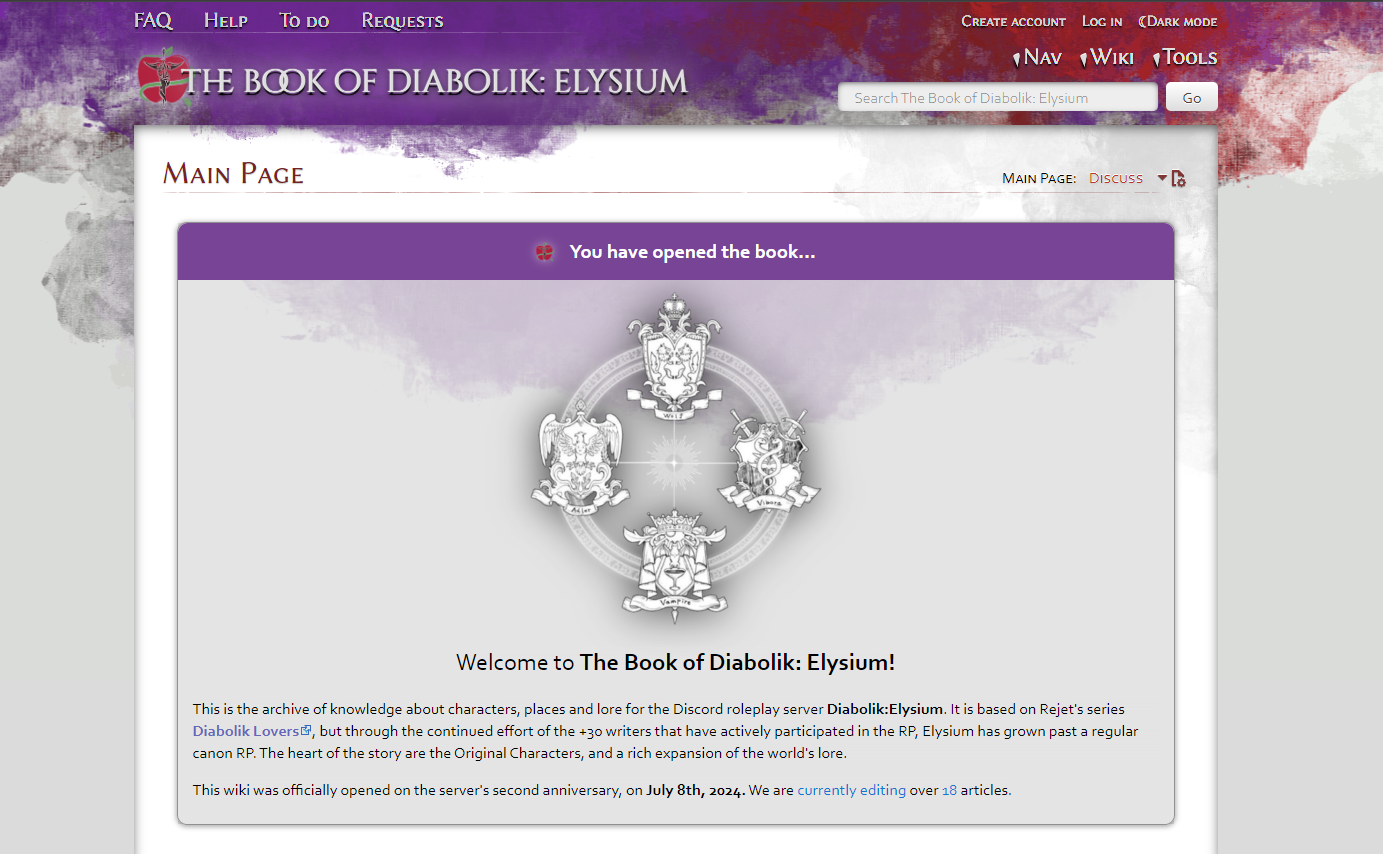 FAQ Help To do Requests
Create account Log in Dark mode
Nav Wiki Tools
THE BOOK OF DIABOLIK: ELYSIUM
Search The Book of Diabolik: Elysium Go
Main Page
Main Page: Discuss
You have opened the book...
Wolf
Adler
Vibora
Vampire
Welcome to The Book of Diabolik: Elysium!
This is the archive of knowledge about characters, places and lore for the Discord roleplay server Diabolik:Elysium. It is based on Rejet's series
Diabolik Lovers, but through the continued effort of the +30 writers that have actively participated in the RP, Elysium has grown past a regular
canon RP. The heart of the story are the Original Characters, and a rich expansion of the world's lore.
This wiki was officially opened on the server's second anniversary, on July 8th, 2024. We are currently editing over 18 articles.